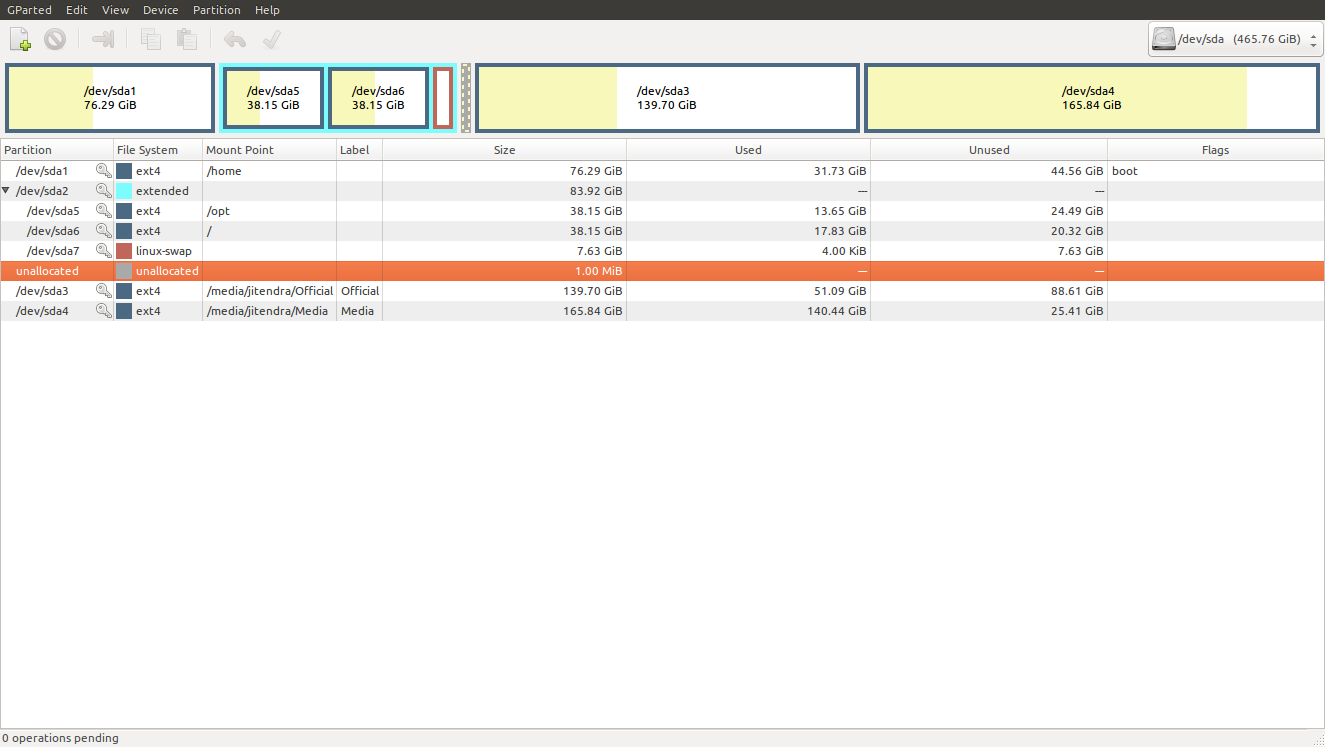 GParted Edit View Device Partition Help
/dev/sda (465.76 GiB)
/dev/sda1
76.29 GiB
/dev/sda5
38.15 GiB
/dev/sda6
38.15 GiB
/dev/sda3
139.70 GiB
/dev/sda4
165.84 GiB
Partition File System Mount Point Label Size Used Unused Flags
/dev/sda1 ext4 /home 76.29 GiB 31.73 GiB 44.56 GiB boot
/dev/sda2 extended 83.92 GiB --- ---
/dev/sda5 ext4 /opt 38.15 GiB 13.65 GiB 24.49 GiB
/dev/sda6 ext4 / 38.15 GiB 17.83 GiB 20.32 GiB
/dev/sda7 linux-swap 7.63 GiB 4.00 KiB 7.63 GiB
unallocated unallocated 1.00 MiB --- ---
/dev/sda3 ext4 /media/jitendra/Official Official 139.70 GiB 51.09 GiB 88.61 GiB
/dev/sda4 ext4 /media/jitendra/Media Media 165.84 GiB 140.44 GiB 25.41 GiB
0 operations pending